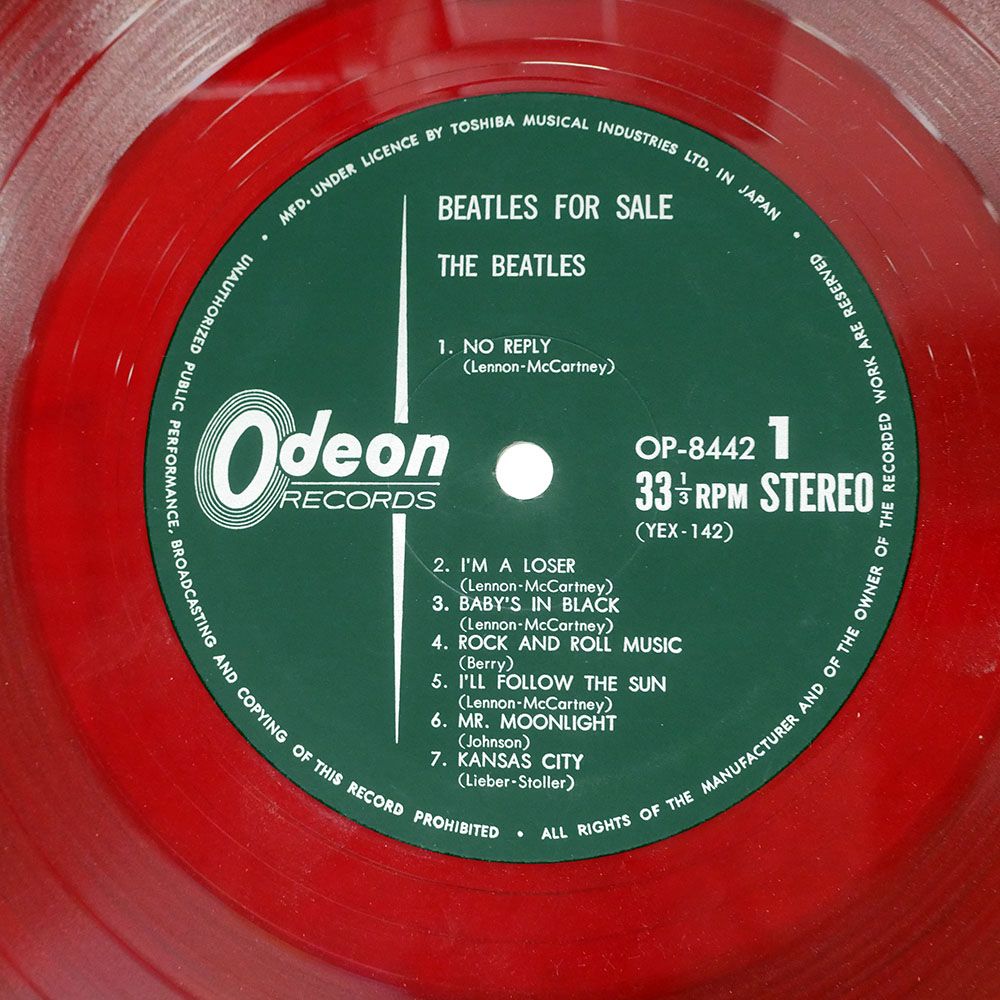 MFD. UNDER LICENCE BY TOSHIBA MUSICAL INDUSTRIES LTD. IN JAPAN
BEATLES FOR SALE
THE BEATLES
1. NO REPLY
(Lennon-McCartney)
Odeon
RECORDS
OP-8442 1
33 1/3 RPM STEREO
(YEX-142)
2. I'M A LOSER
(Lennon-McCartney)
3. BABY'S IN BLACK
(Lennon-McCartney)
4. ROCK AND ROLL MUSIC
(Berry)
5. I'LL FOLLOW THE SUN
(Lennon-McCartney)
6. MR. MOONLIGHT
(Johnson)
7. KANSAS CITY
(Lieber-Stoller)
UNAUTHORIZED PUBLIC PERFORMANCE, BROADCASTING AND COPYING OF THIS RECORD PROHIBITED • ALL RIGHTS OF THE MANUFACTURER AND OF THE OWNER OF THE RECORDED WORK ARE RESERVED •